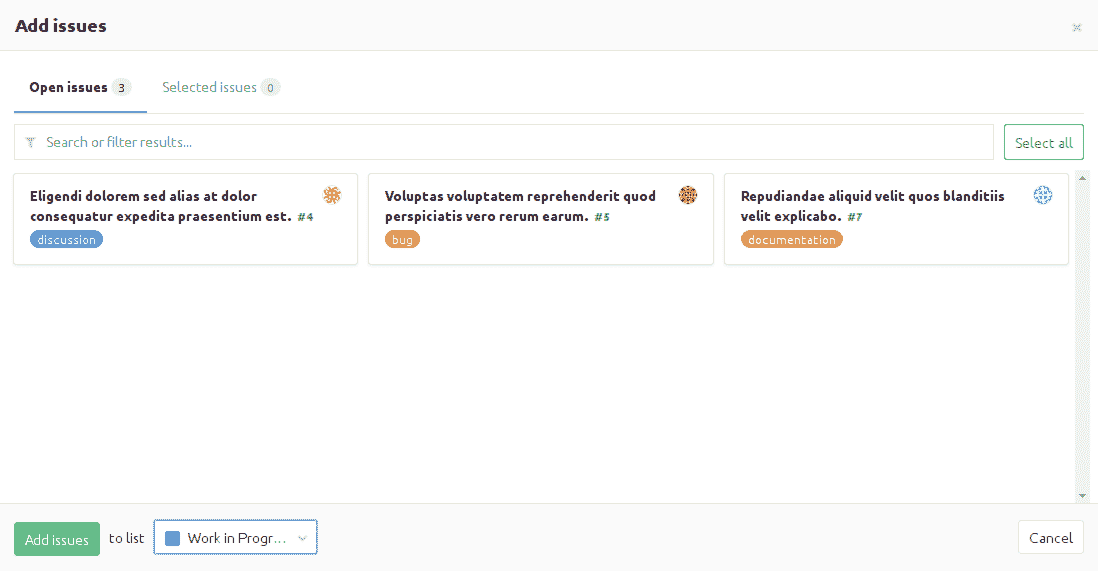 Add issues
Open issues 3 Selected issues 0
Search or filter results... Select all
Eligendi dolorem sed alias at dolor
consequatur expedita praesentium est. #4
discussion
Voluptas voluptatem reprehenderit quod
perspiciatis vero rerum earum. #5
bug
Repudiandae aliquid velit quos blanditiis
velit explicabo. #7
documentation
Add issues to list Work in Progr... Cancel